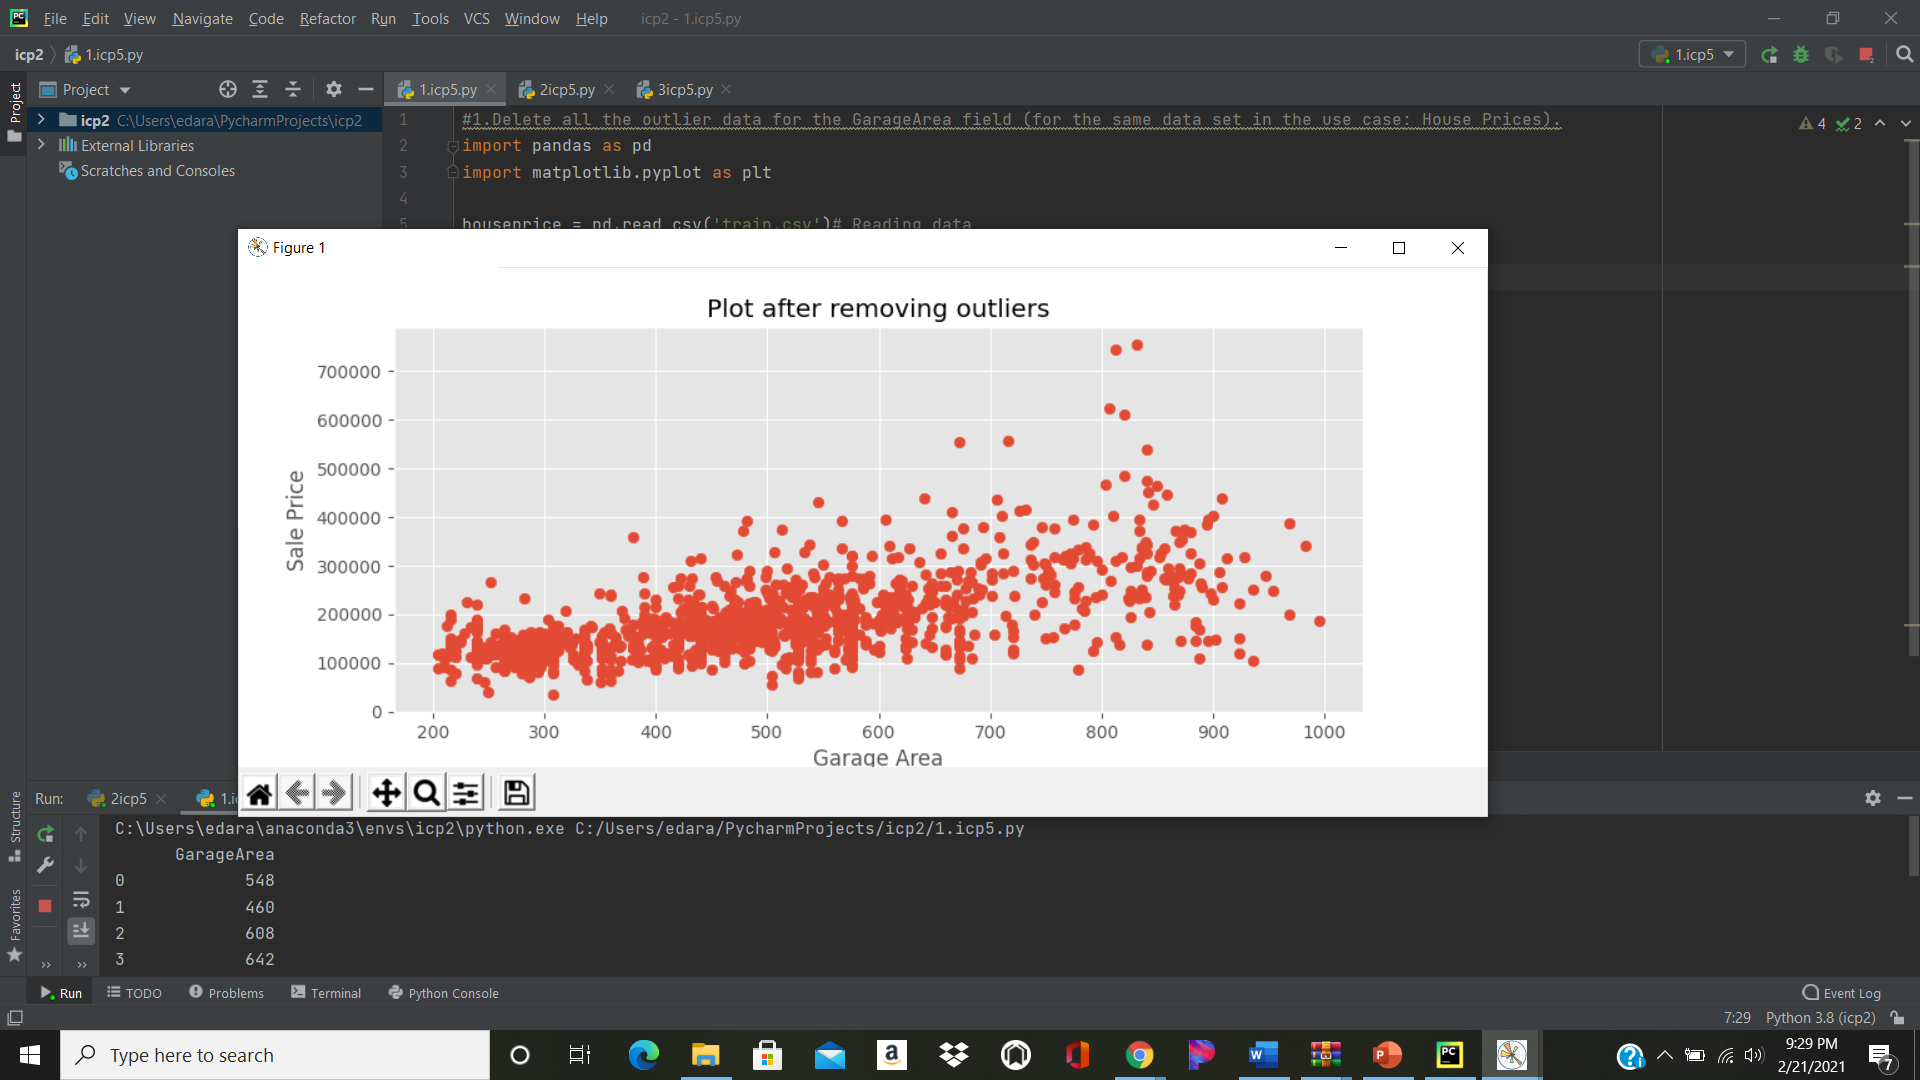 File Edit View Navigate Code Refactor Run Tools VCS Window Help icp2 - 1.icp5.py
icp2 1.icp5.py
1.icp5
Project
1.icp5.py 2icp5.py 3icp5.py
Project
icp2 C:\Users\edara\PycharmProjects\icp2
External Libraries
Scratches and Consoles
1 #1.Delete all the outlier data for the GarageArea field (for the same data set in the use case: House Prices).
4 2
2 import pandas as pd
3 import matplotlib.pyplot as plt
4
5 houseprice = pd.read_csv('train.csv')# Reading data
Figure 1
Plot after removing outliers
700000
600000
500000
400000
300000
200000
100000
0
Sale Price
200 300 400 500 600 700 800 900 1000
Garage Area
Structure
Favorites
Run: 2icp5 1.ic
C:\Users\edara\anaconda3\envs\icp2\python.exe C:/Users/edara/PycharmProjects/icp2/1.icp5.py
GarageArea
0 548
1 460
2 608
3 642
Run TODO Problems Terminal Python Console Event Log
7:29 Python 3.8 (icp2)
Type here to search
9:29 PM
2/21/2021
7